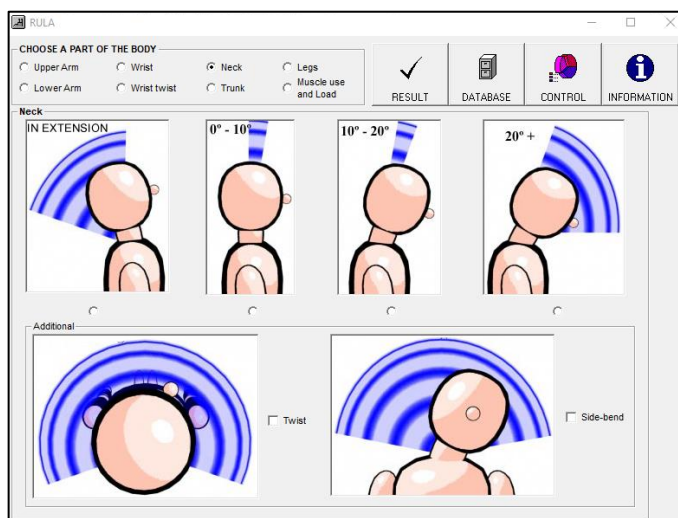 RULA
CHOOSE A PART OF THE BODY
Upper Arm
Wrist
Neck
Legs
Lower Arm
Wrist twist
Trunk
Muscle use
and Load
RESULT
DATABASE
CONTROL
INFORMATION
Neck
IN EXTENSION
0º - 10º
10º - 20º
20º +
Additional
Twist
Side-bend